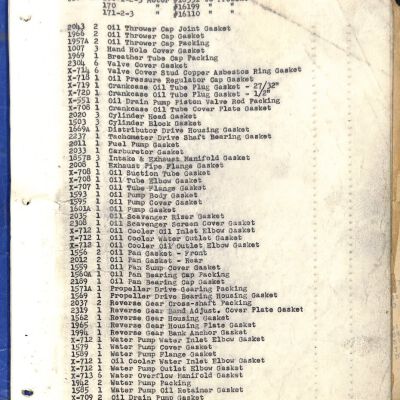 170 " #16199 "
171-2-3 " #16110 "
2043 2 Oil Thrower Cap Joint Gasket
1966 2 Oil Thrower Cap Gasket
1957A 2 Oil Thrower Cap Packing
1007 3 Hand Hole Cover Gasket
1969 1 Breather Tube Cap Packing
2304 6 Valve Cover Gasket
X-714 6 Valve Cover Stud Copper Asbestos Ring Gasket
X-718 1 Oil Pressure Regulator Cap Gasket
X-719 1 Crankcase Oil Tube Plug Gasket - 27/32"
X-720 1 Crankcase Oil Tube Plug Gasket - 1/2"
X-551 1 Oil Drain Pump Piston Valve Rod Packing
X-708 1 Crankcase Oil Tube Cover Plate Gasket
2020 3 Cylinder Head Gasket
1503 3 Cylinder Block Gasket
1669A 1 Distributor Drive Housing Gasket
2237 1 Tachometer Drive Shaft Bearing Gasket
2011 1 Fuel Pump Gasket
2033 1 Carburetor Gasket
1857B 3 Intake & Exhaust Manifold Gasket
2008 1 Exhaust Pipe Flange Gasket
X-708 1 Oil Suction Tube Gasket
X-708 1 Oil Tube Elbow Gasket
X-707 1 Oil Tube Flange Gasket
1593 1 Oil Pump Body Gasket
1595 1 Oil Pump Cover Gasket
1601A 1 Oil Pump Gasket
2035 1 Oil Scavenger Riser Gasket
2308 1 Oil Scavenger Screen Cover Gasket
X-712 1 Oil Cooler Oil Inlet Elbow Gasket
X-712 1 Oil Cooler Water Outlet Gasket
X-712 1 Oil Cooler Oil Outlet Elbow Gasket
1556 2 Oil Pan Gasket - Front
2012 2 Oil Pan Gasket - Rear
1559 1 Oil Pan Sump Cover Gasket
1560A 1 Oil Pan Bearing Cap Packing
2189 1 Oil Pan Bearing Cap Gasket
1571A 1 Propeller Drive Gearing Packing
1569 1 Propeller Drive Bearing Housing Gasket
2037 2 Reverse Gear Cross-shaft Packing
2319 1 Reverse Gear Band Adjust. Cover Plate Gasket
1562 1 Reverse Gear Housing Gasket
1965 1 Reverse Gear Housing Plate Gasket
1994 1 Reverse Gear Bank Anchor Gasket
X-712 1 Water Pump Water Inlet Elbow Gasket
1579 1 Water Pump Cover Gasket
1589 1 Water Pump Flange Gasket
X-712 1 Oil Cooler Water Inlet Elbow Gasket
X-712 1 Water Pump Outlet Elbow Gasket
X-713 6 Water Overflow Manifold Gasket
1942 2 Water Pump Packing
1585 1 Water Pump Oil Retainer Gasket
X-709 2 Oil Drain Pump Gasket